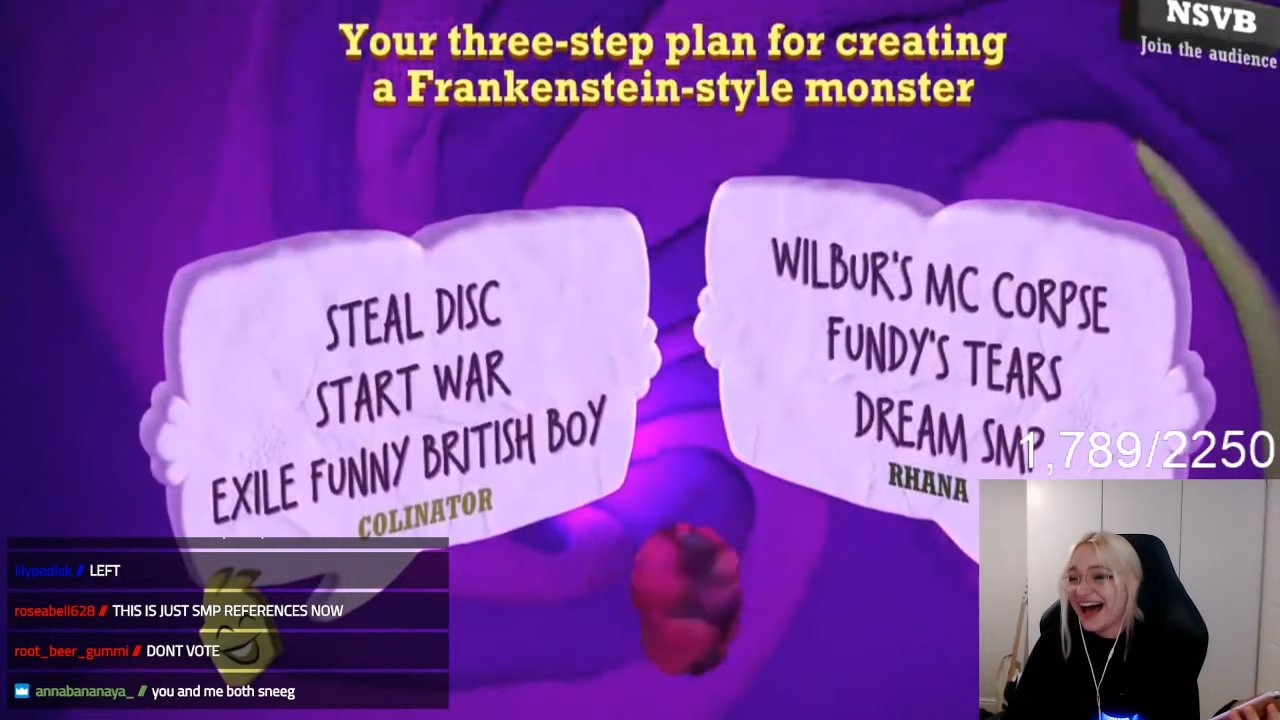 Your three-step plan for creating
a Frankenstein-style monster
NSVB
Join the audience
STEAL DISC
START WAR
EXILE FUNNY BRITISH BOY
COLINATOR
WILBUR'S MC CORPSE
FUNDY'S TEARS
DREAM SMP
RHANA
1,789/2250
lilypadlak // LEFT
roseabell628 // THIS IS JUST SMP REFERENCES NOW
root_beer_gummi // DONT VOTE
annabananaya_ // you and me both sneeg